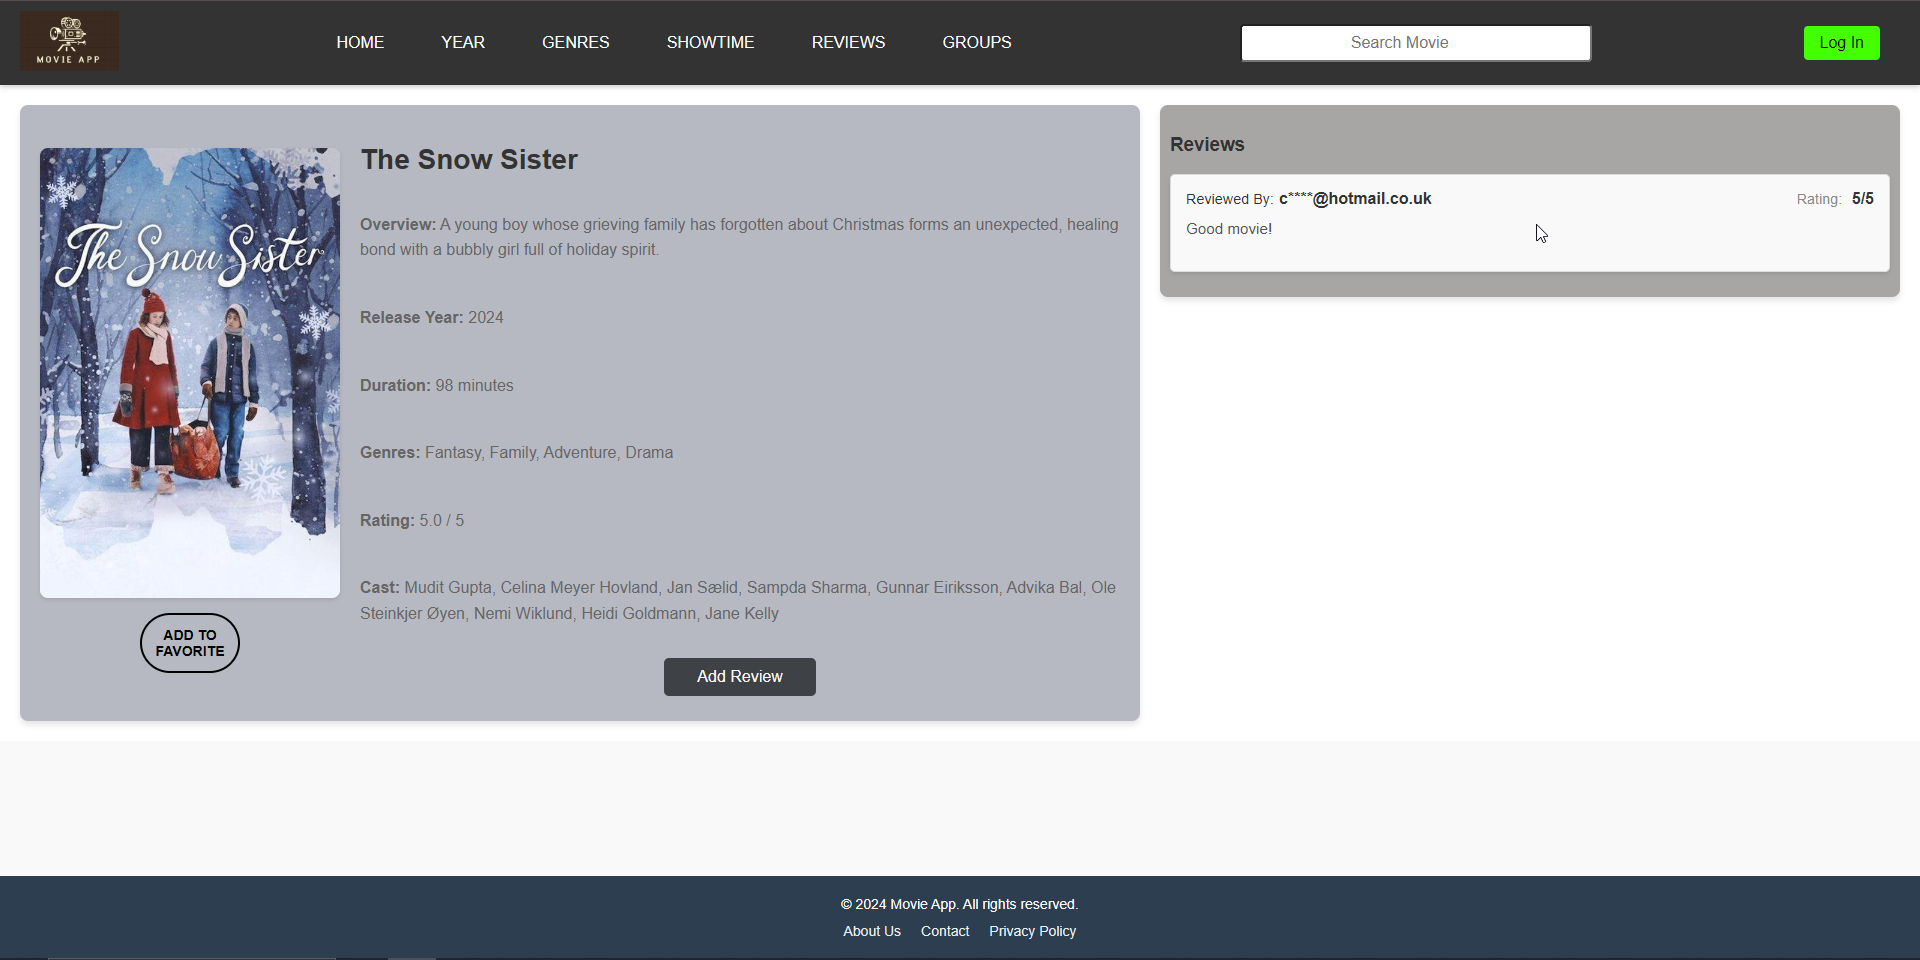 MOVIE APP
HOME YEAR GENRES SHOWTIME REVIEWS GROUPS
Search Movie
Log In
The Snow Sister
The Snow Sister
Overview: A young boy whose grieving family has forgotten about Christmas forms an unexpected, healing
bond with a bubbly girl full of holiday spirit.
Release Year: 2024
Duration: 98 minutes
Genres: Fantasy, Family, Adventure, Drama
Rating: 5.0 / 5
Cast: Mudit Gupta, Celina Meyer Hovland, Jan Sælid, Sampda Sharma, Gunnar Eiriksson, Advika Bal, Ole
Steinkjer Øyen, Nemi Wiklund, Heidi Goldmann, Jane Kelly
ADD TO
FAVORITE
Add Review
Reviews
Reviewed By: c****@hotmail.co.uk Rating: 5/5
Good movie!
© 2024 Movie App. All rights reserved.
About Us Contact Privacy Policy